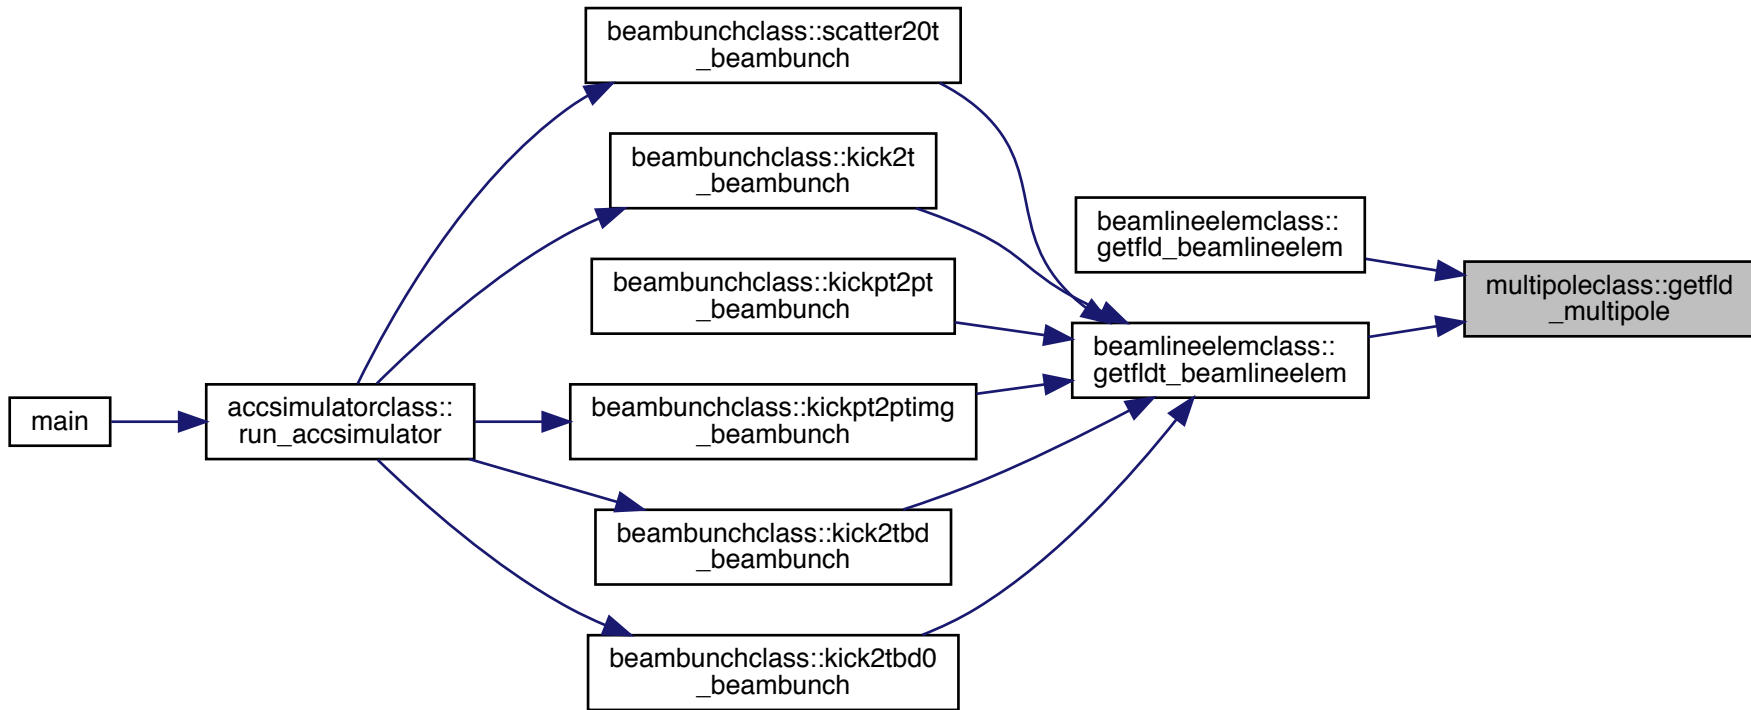 beambunchclass::scatter20t
_beambunch
beambunchclass::kick2t
_beambunch
beamlineelemclass::
getfld_beamlineelem
beambunchclass::kickpt2pt
_beambunch
multipoleclass::getfld
_multipole
beamlineelemclass::
getfldt_beamlineelem
main
accsimulatorclass::
run_accsimulator
beambunchclass::kickpt2ptimg
_beambunch
beambunchclass::kick2tbd
_beambunch
beambunchclass::kick2tbd0
_beambunch